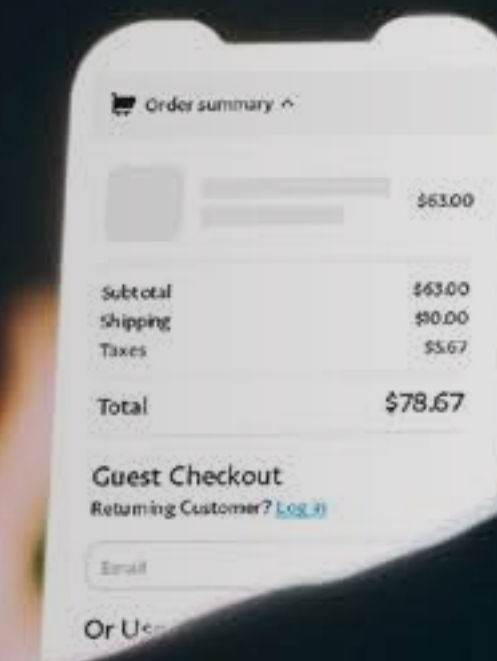 Order summary ^
$63.00
Subtotal $63.00
Shipping $10.00
Taxes $5.67
Total $78.67
Guest Checkout
Returning Customer? Log in
Email
Or